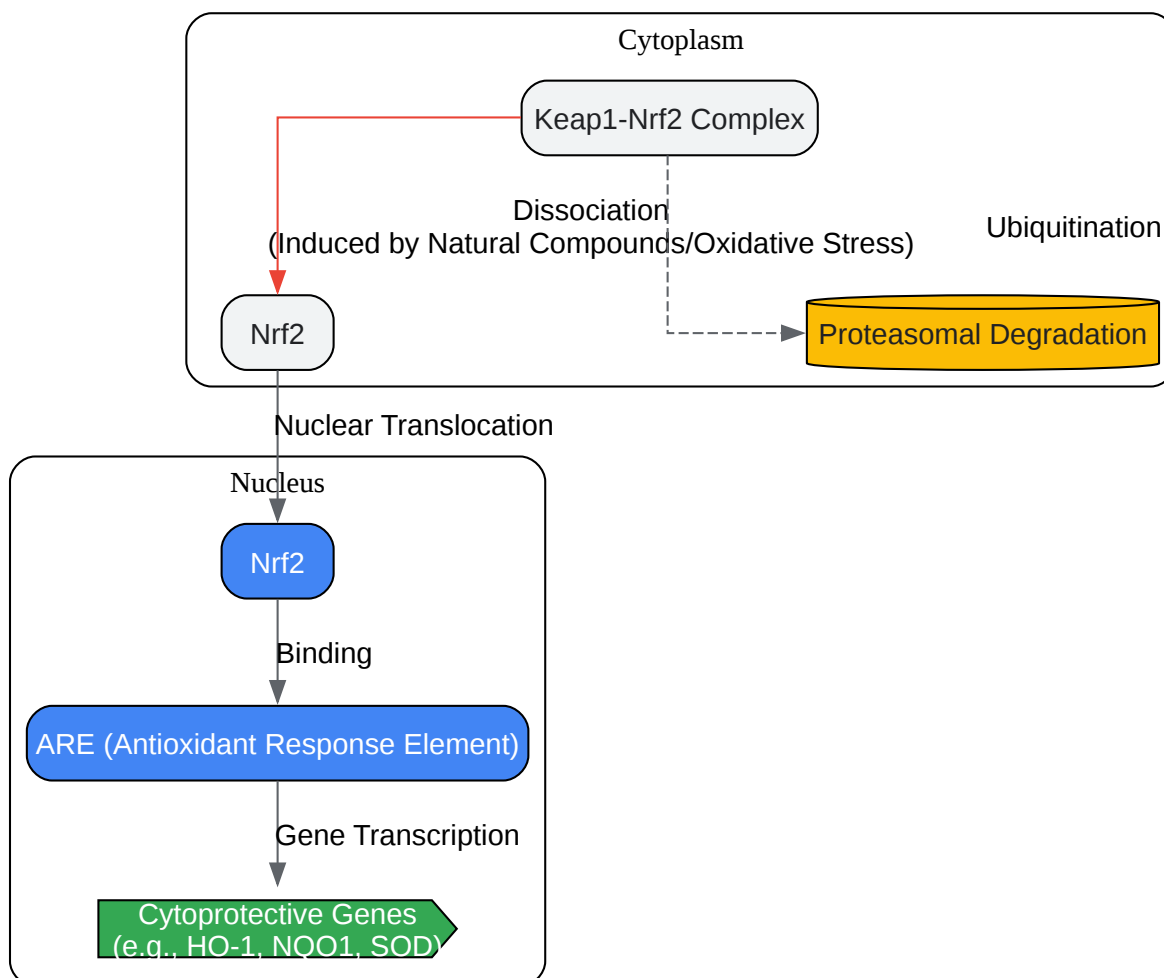 Cytoplasm
Keap1-Nrf2 Complex
Dissociation
(Induced by Natural Compounds/Oxidative Stress)
Ubiquitination
Nrf2
Proteasomal Degradation
Nuclear Translocation
Nucleus
Nrf2
Binding
ARE (Antioxidant Response Element)
Gene Transcription
Cytoprotective Genes
(e.g., HO-1, NQO1, SOD)